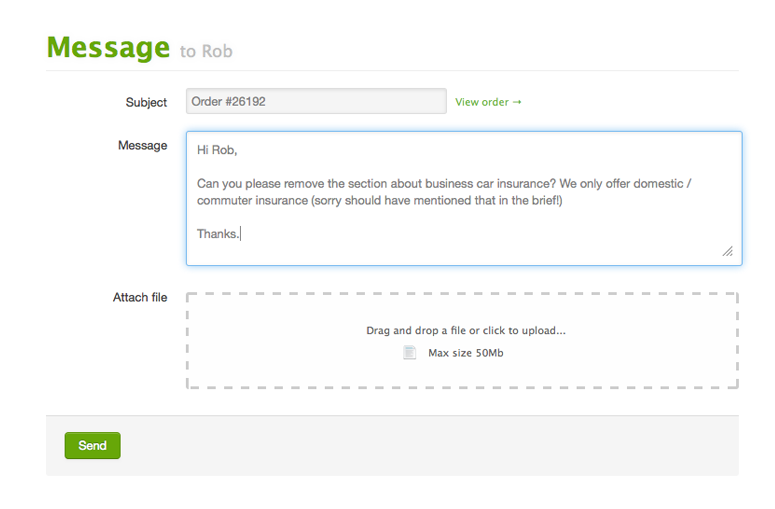 Message to Rob
Subject
Order #26192
View order →
Message
Hi Rob,
Can you please remove the section about business car insurance? We only offer domestic /
commuter insurance (sorry should have mentioned that in the brief!)
Thanks.
Attach file
Drag and drop a file or click to upload...
Max size 50Mb
Send